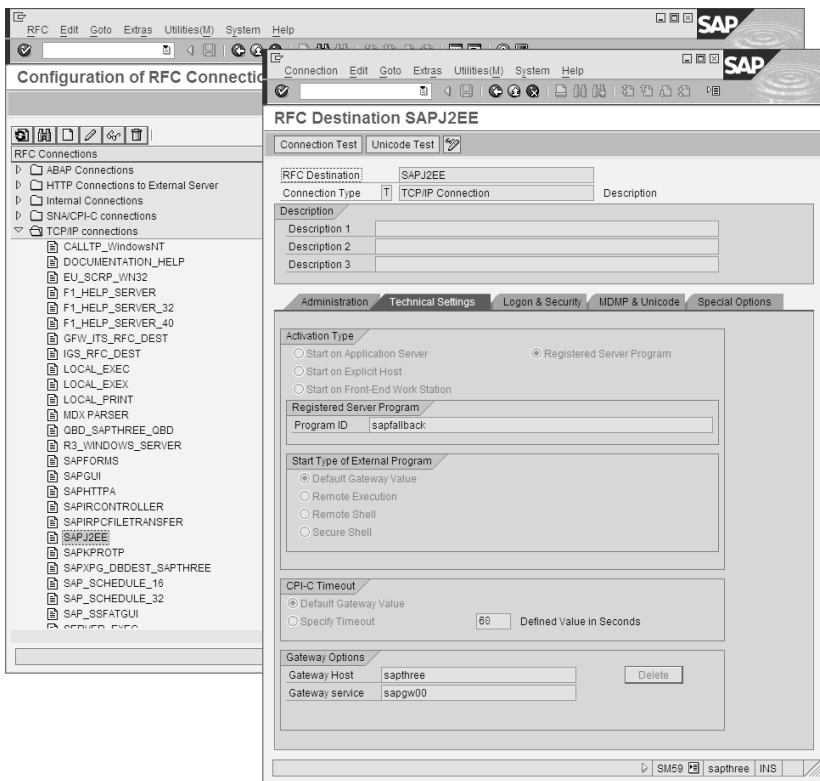 RFC Edit Goto Extras Utilities(M) System Help
SAP
Configuration of RFC Connectio
RFC Connections
ABAP Connections
HTTP Connections to External Server
Internal Connections
SNA/CPI-C connections
TCP/IP connections
CALLTP_WindowsNT
DOCUMENTATION_HELP
EU_SCRP_WN32
F1_HELP_SERVER
F1_HELP_SERVER_32
F1_HELP_SERVER_40
GFW_ITS_RFC_DEST
IGS_RFC_DEST
LOCAL_EXEC
LOCAL_EXEX
LOCAL_PRINT
MDX PARSER
QBD_SAPTHREE_QBD
R3_WINDOWS_SERVER
SAPFORMS
SAPGUI
SAPHTTPA
SAPIRCONTROLLER
SAPIRPCFILETRANSFER
SAPJ2EE
SAPKPROTP
SAPXPG_DBDEST_SAPTHREE
SAP_SCHEDULE_16
SAP_SCHEDULE_32
SAP_SSFATGUI
SERVER_EXEC
Connection Edit Goto Extras Utilities(M) System Help
SAP
RFC Destination SAPJ2EE
Connection Test Unicode Test
RFC Destination SAPJ2EE
Connection Type T TCP/IP Connection Description
Description
Description 1
Description 2
Description 3
Administration Technical Settings Logon & Security MDMP & Unicode Special Options
Activation Type
Start on Application Server Registered Server Program
Start on Explicit Host
Start on Front-End Work Station
Registered Server Program
Program ID sapfallback
Start Type of External Program
Default Gateway Value
Remote Execution
Remote Shell
Secure Shell
CPI-C Timeout
Default Gateway Value
Specify Timeout 60 Defined Value in Seconds
Gateway Options
Gateway Host sapthree Delete
Gateway service sapgw00
SM59 sapthree INS